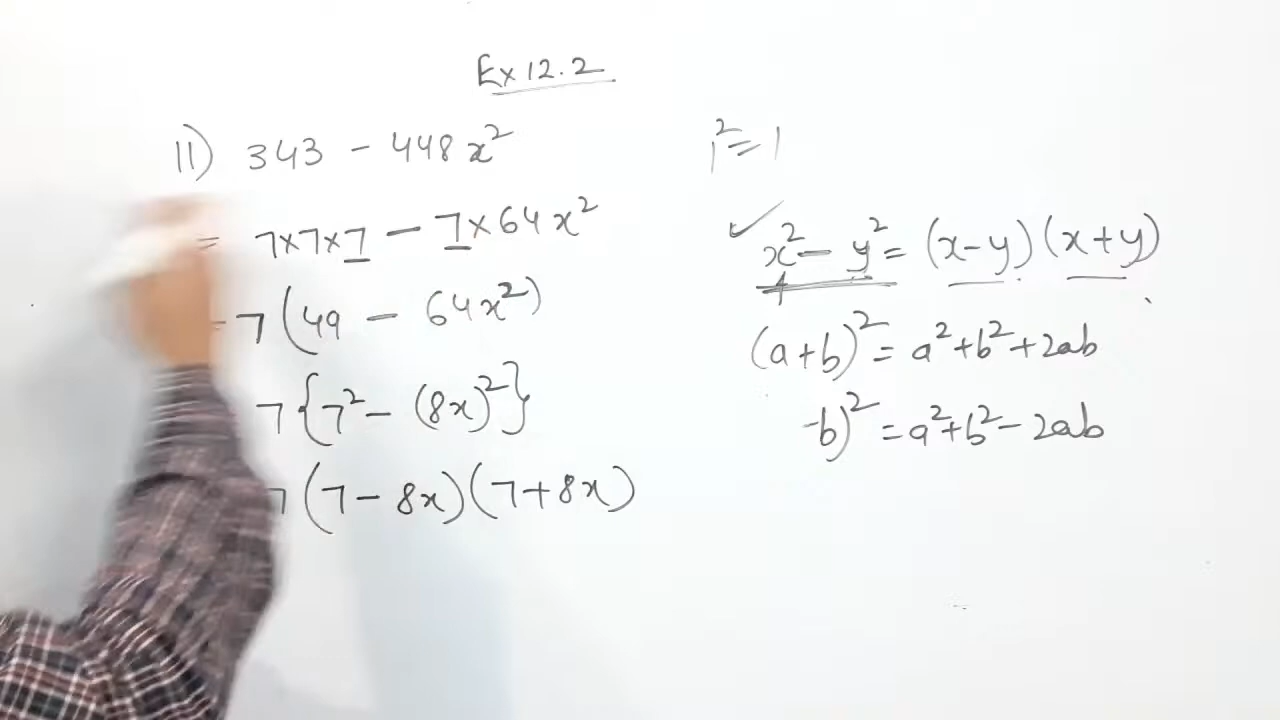 Ex 12.2
11) 343 - 448x²
= 7×7×7 - 7×64x²
7(49 - 64x²)
7{7² - (8x)²}
7(7 - 8x)(7 + 8x)
1² = 1
✓ x² - y² = (x-y)(x+y)
(a+b)² = a²+b²+2ab
-b)² = a²+b²-2ab